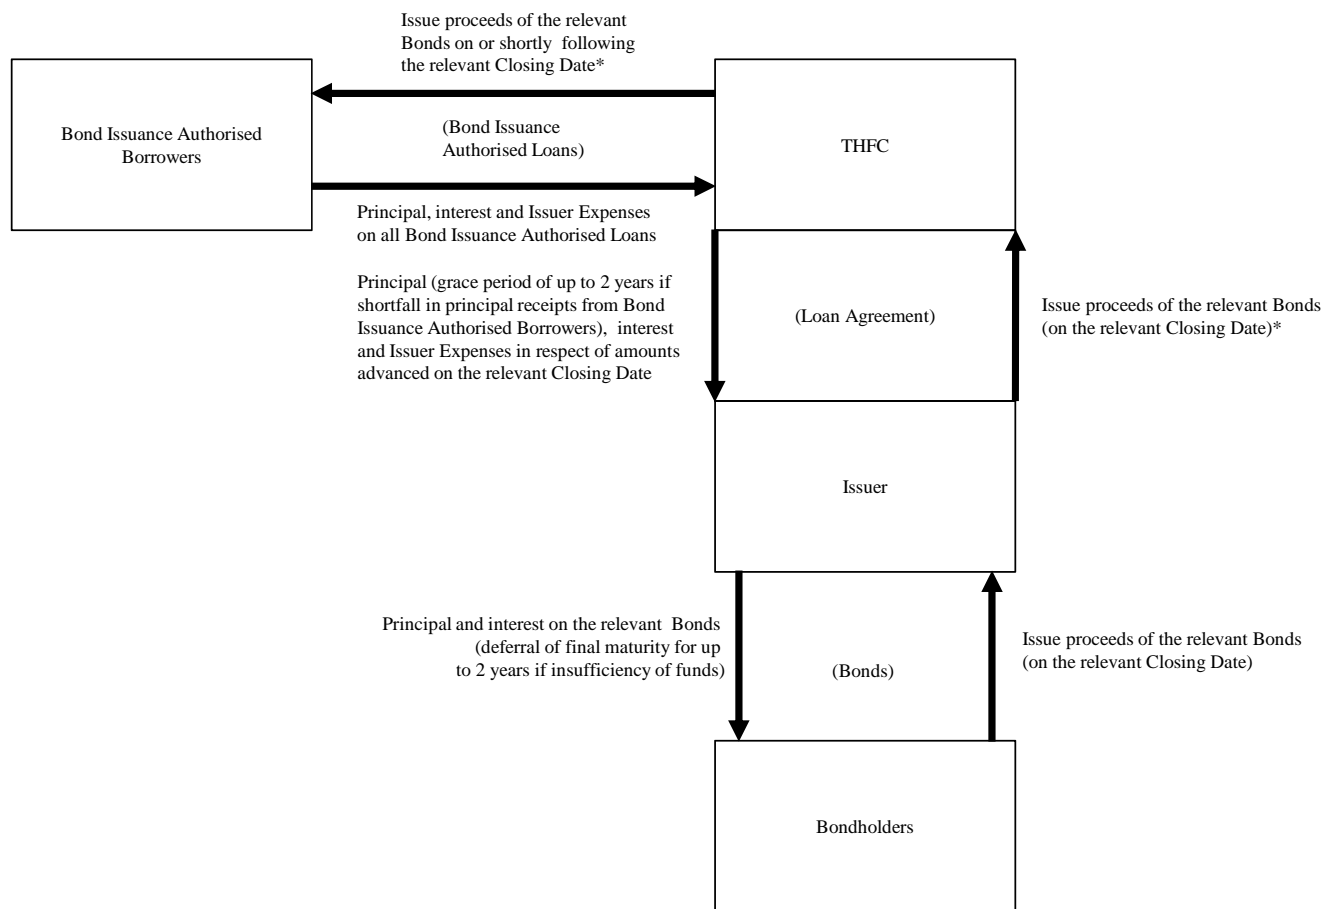 Issue proceeds of the relevant
Bonds on or shortly following
the relevant Closing Date*
Bond Issuance Authorised
Borrowers
(Bond Issuance
Authorised Loans)
THFC
Principal, interest and Issuer Expenses
on all Bond Issuance Authorised Loans
Principal (grace period of up to 2 years if
shortfall in principal receipts from Bond
Issuance Authorised Borrowers), interest
and Issuer Expenses in respect of amounts
advanced on the relevant Closing Date
(Loan Agreement)
Issue proceeds of the relevant Bonds
(on the relevant Closing Date)*
Issuer
Principal and interest on the relevant Bonds
(deferral of final maturity for up
to 2 years if insufficiency of funds)
(Bonds)
Issue proceeds of the relevant Bonds
(on the relevant Closing Date)
Bondholders